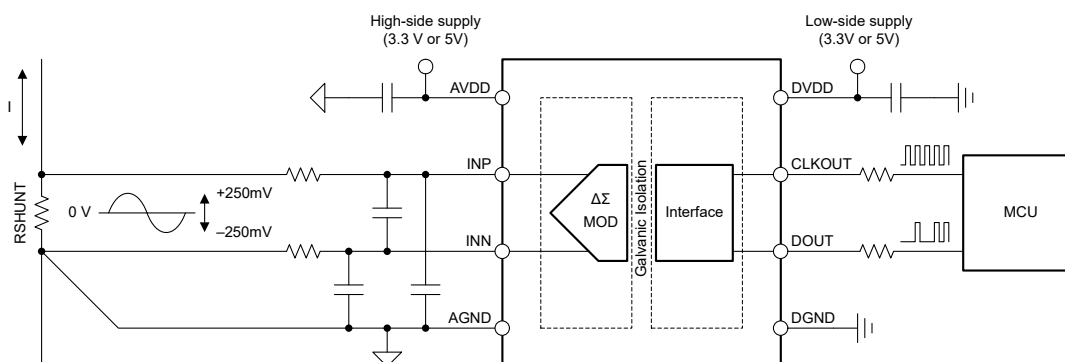 High-side supply
(3.3 V or 5V)
Low-side supply
(3.3V or 5V)
I
AVDD
DVDD
INP
CLKOUT
RSHUNT
0 V
+250mV
–250mV
ΔΣ
MOD
Galvanic Isolation
Interface
MCU
INN
DOUT
AGND
DGND